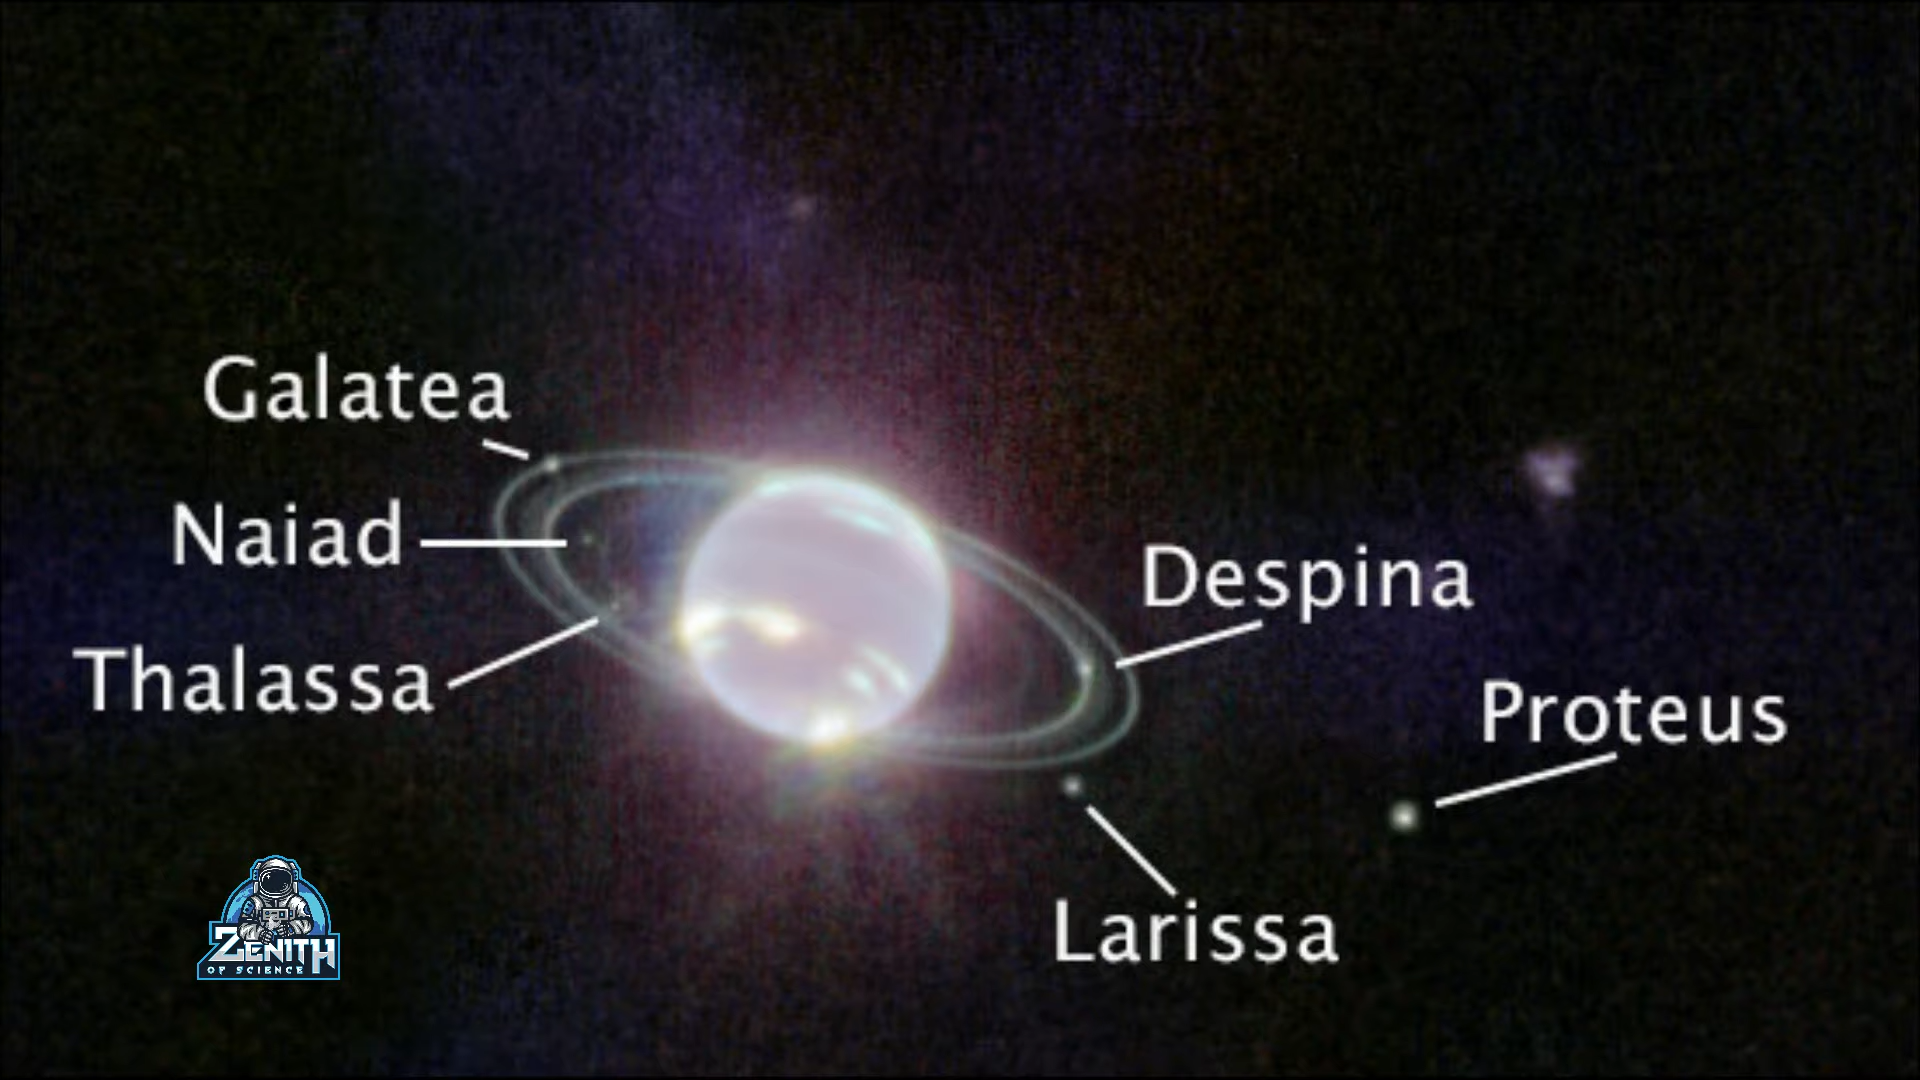 Galatea
Naiad
Thalassa
Despina
Proteus
Larissa
ZENITH
OF SCIENCE